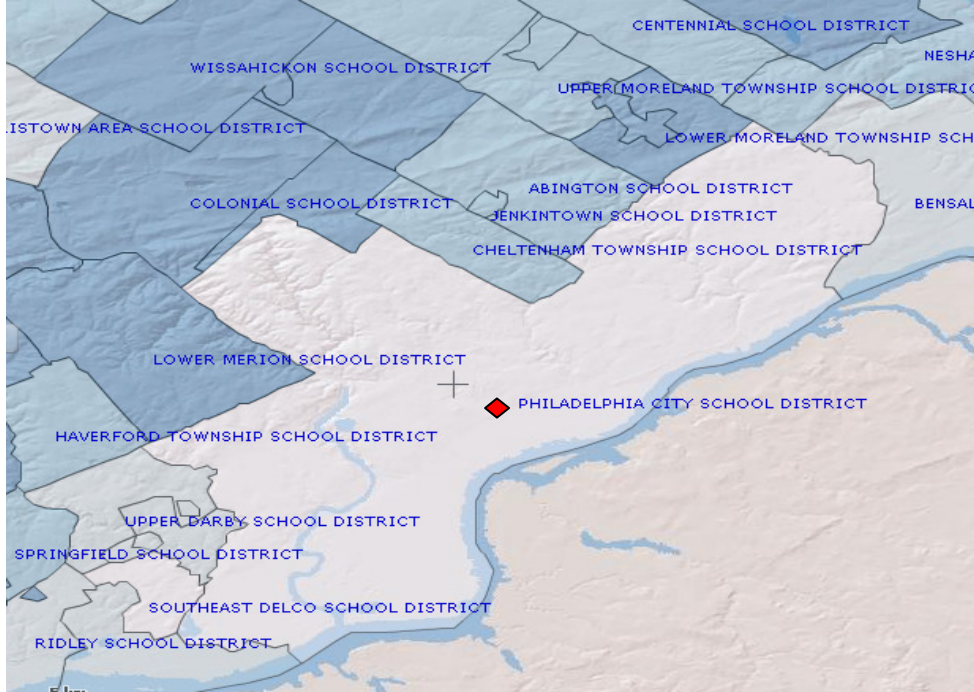 CENTENNIAL SCHOOL DISTRICT
NESHA
WISSAHICKON SCHOOL DISTRICT
UPPER MORELAND TOWNSHIP SCHOOL DISTRIC
ISTOWN AREA SCHOOL DISTRICT
LOWER MORELAND TOWNSHIP SCH
ABINGTON SCHOOL DISTRICT
COLONIAL SCHOOL DISTRICT
BENSAL
JENKINTOWN SCHOOL DISTRICT
CHELTENHAM TOWNSHIP SCHOOL DISTRICT
LOWER MERION SCHOOL DISTRICT
PHILADELPHIA CITY SCHOOL DISTRICT
HAVERFORD TOWNSHIP SCHOOL DISTRICT
UPPER DARBY SCHOOL DISTRICT
SPRINGFIELD SCHOOL DISTRICT
SOUTHEAST DELCO SCHOOL DISTRICT
RIDLEY SCHOOL DISTRICT
5 km